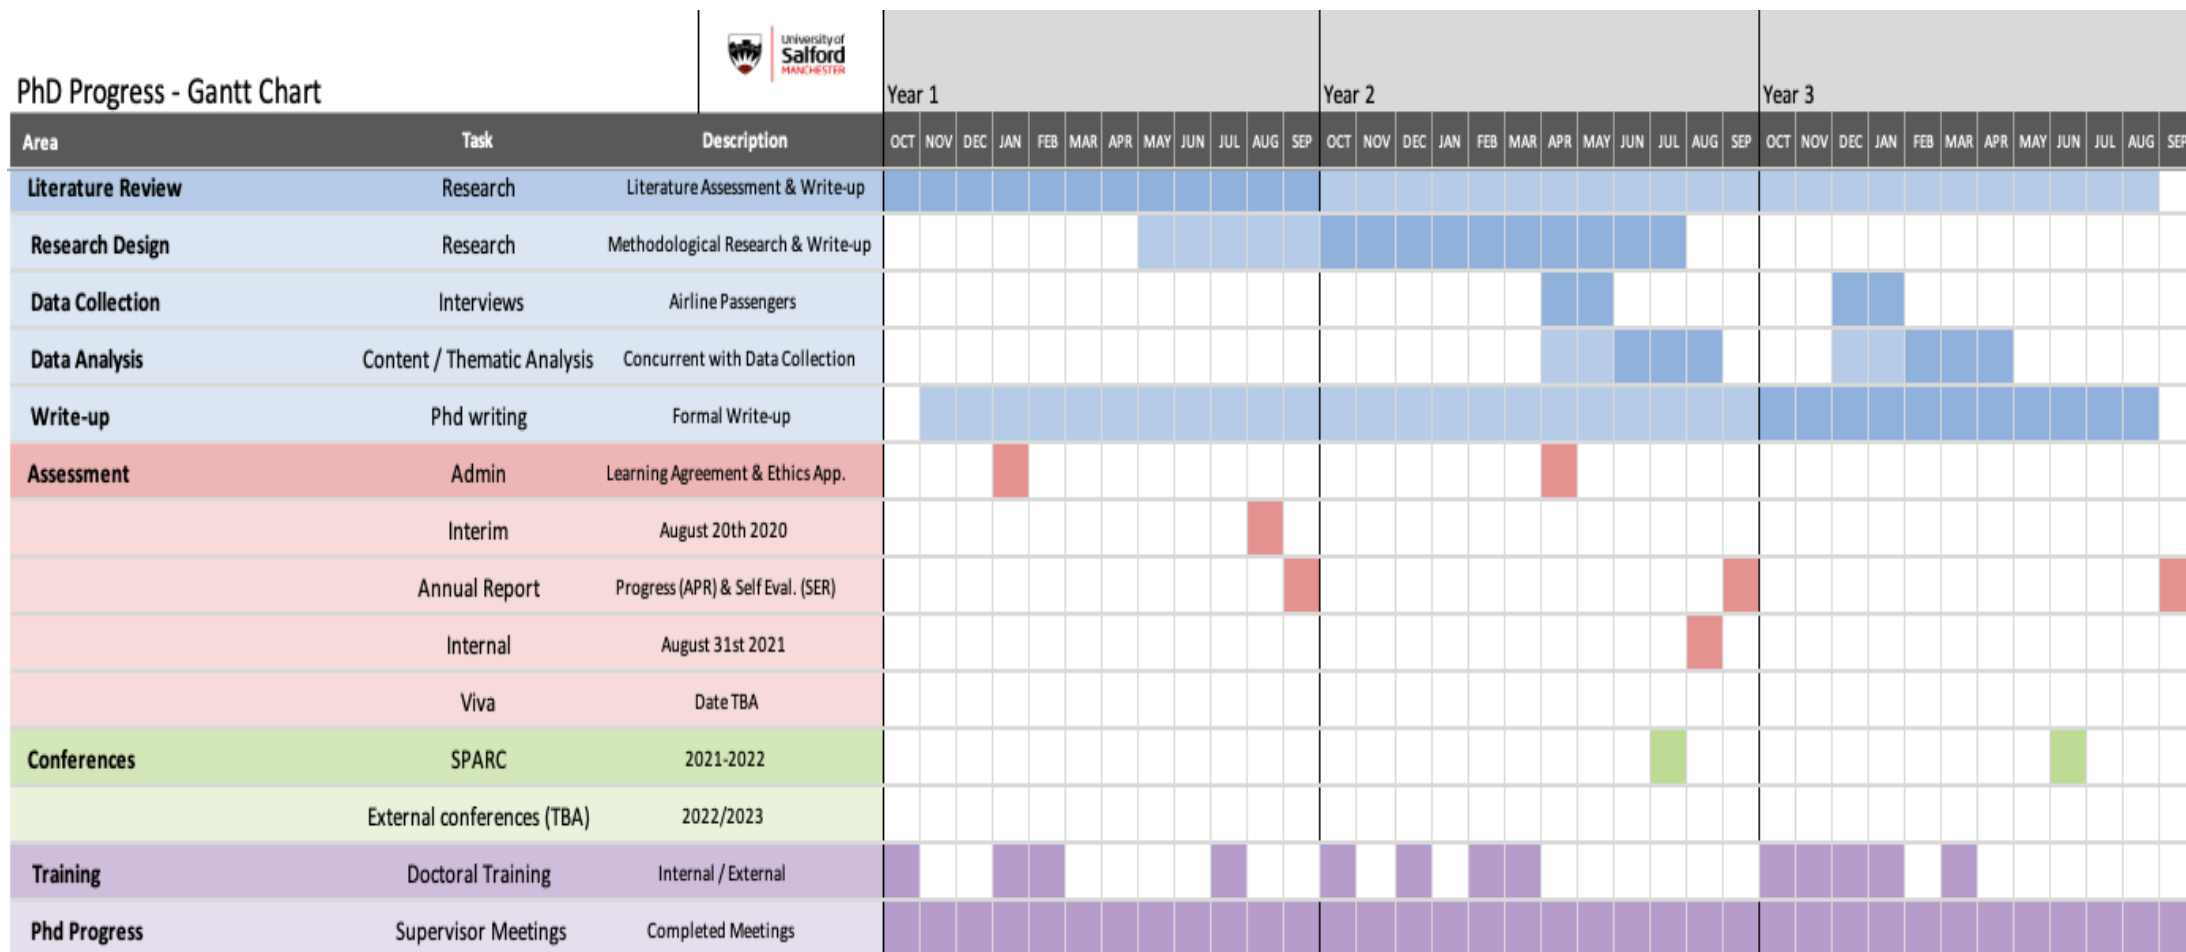 University of
Salford
MANCHESTER
PhD Progress - Gantt Chart
Year 1 Year 2 Year 3
Area Task Description OCT NOV DEC JAN FEB MAR APR MAY JUN JUL AUG SEP OCT NOV DEC JAN FEB MAR APR MAY JUN JUL AUG SEP OCT NOV DEC JAN FEB MAR APR MAY JUN JUL AUG SEP
Literature Review Research Literature Assessment & Write-up
Research Design Research Methodological Research & Write-up
Data Collection Interviews Airline Passengers
Data Analysis Content / Thematic Analysis Concurrent with Data Collection
Write-up Phd writing Formal Write-up
Assessment Admin Learning Agreement & Ethics App.
Interim August 20th 2020
Annual Report Progress (APR) & Self Eval. (SER)
Internal August 31st 2021
Viva Date TBA
Conferences SPARC 2021-2022
External conferences (TBA) 2022/2023
Training Doctoral Training Internal / External
Phd Progress Supervisor Meetings Completed Meetings